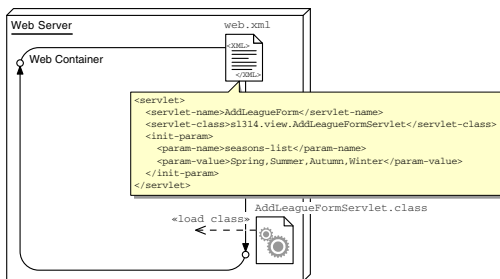 Web Server
web.xml
<XML>
Web Container
</XML>
<servlet>
<servlet-name>AddLeagueForm</servlet-name>
<servlet-class>sl314.view.AddLeagueFormServlet</servlet-class>
<init-param>
<param-name>seasons-list</param-name>
<param-value>Spring,Summer,Autumn,Winter</param-value>
</init-param>
</servlet>
AddLeagueFormServlet.class
«load class»